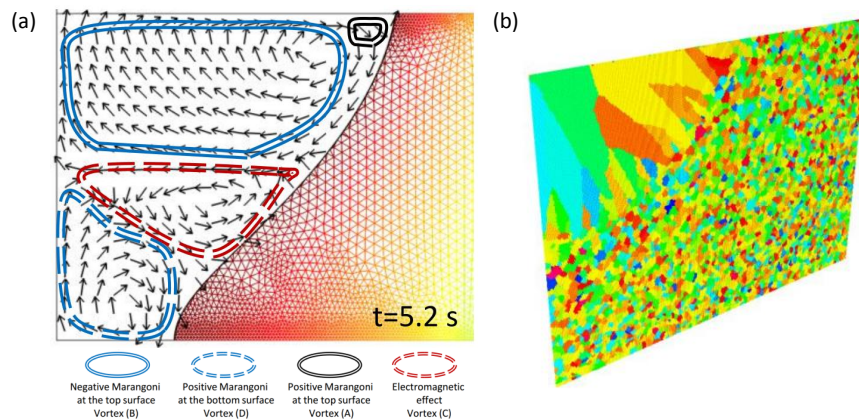 (a)
(b)
t=5.2 s
Negative Marangoni
at the top surface
Vortex (B)
Positive Marangoni
at the bottom surface
Vortex (D)
Positive Marangoni
at the top surface
Vortex (A)
Electromagnetic
effect
Vortex (C)